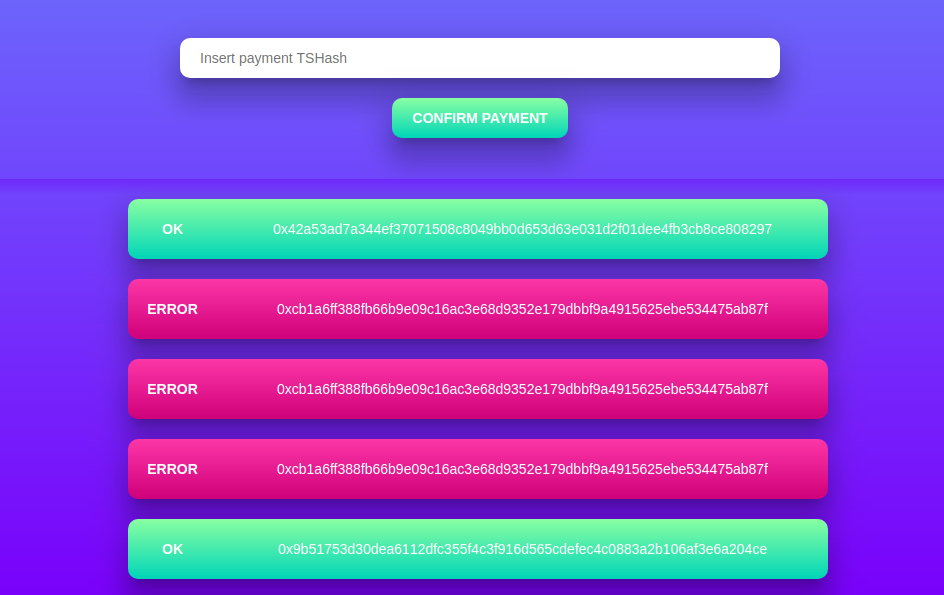 Insert payment TSHash
CONFIRM PAYMENT
OK 0x42a53ad7a344ef37071508c8049bb0d653d63e031d2f01dee4fb3cb8ce808297
ERROR 0xcb1a6ff388fb66b9e09c16ac3e68d9352e179dbbf9a4915625ebe534475ab87f
ERROR 0xcb1a6ff388fb66b9e09c16ac3e68d9352e179dbbf9a4915625ebe534475ab87f
ERROR 0xcb1a6ff388fb66b9e09c16ac3e68d9352e179dbbf9a4915625ebe534475ab87f
OK 0x9b51753d30dea6112dfc355f4c3f916d565cdefec4c0883a2b106af3e6a204ce